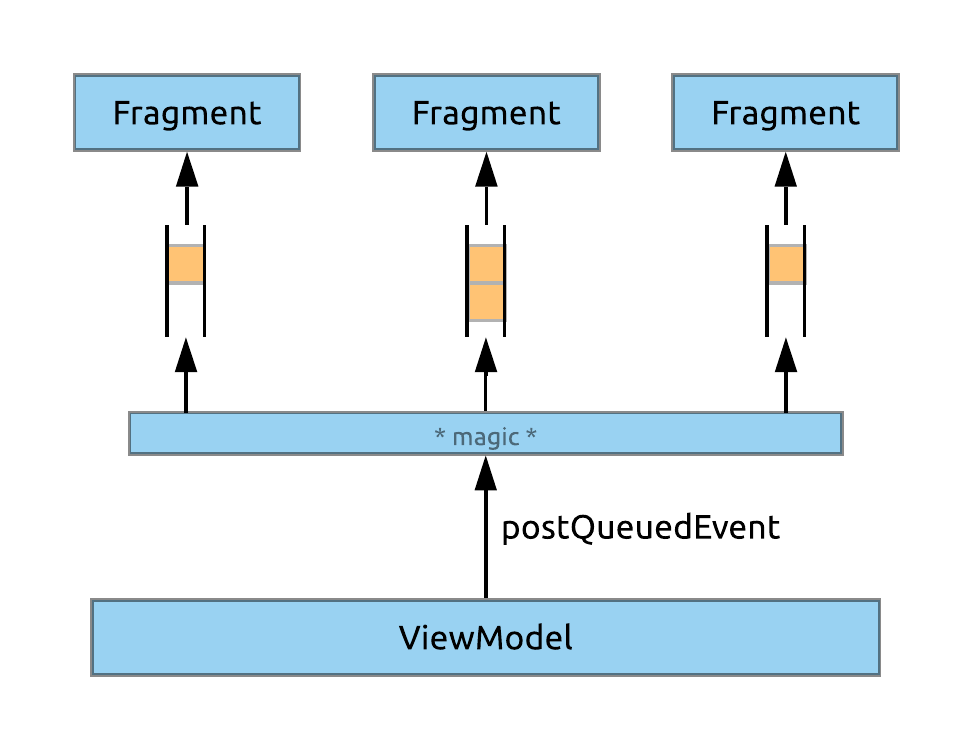 Fragment
Fragment
Fragment
* magic *
postQueuedEvent
ViewModel